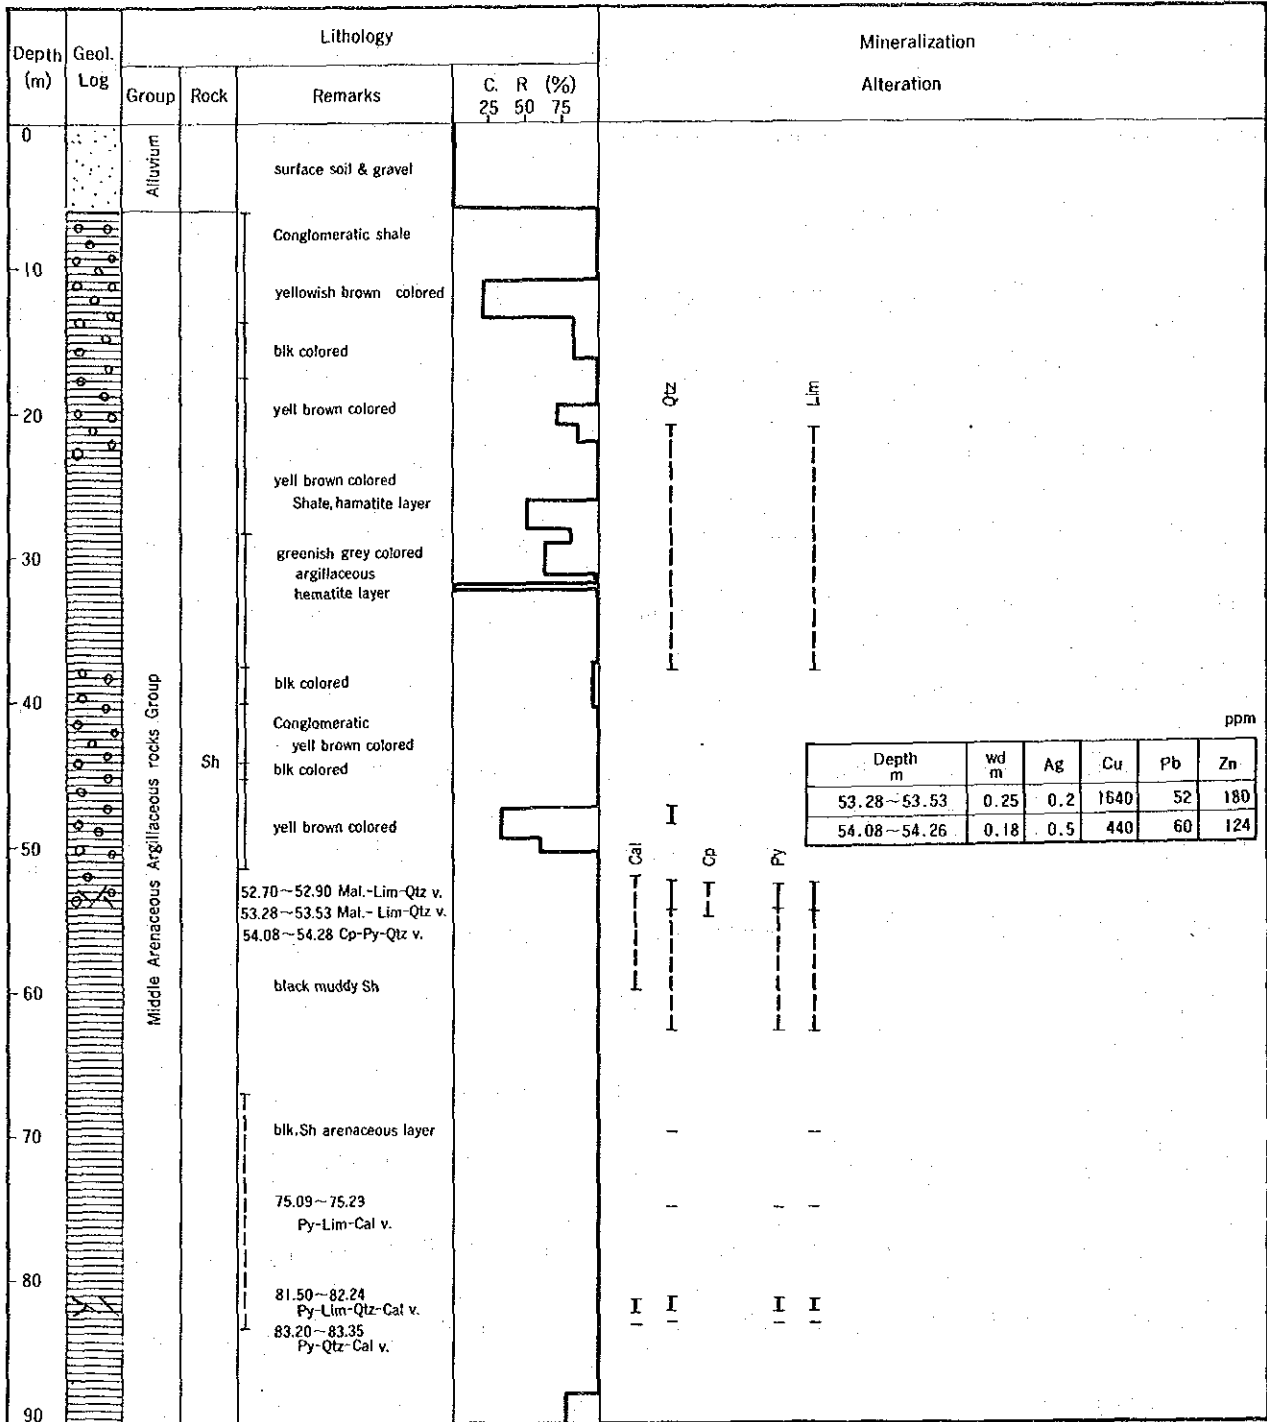 Depth (m)
Geol. Log
Lithology
Group
Rock
Remarks
C. R (%)
25 50 75
Mineralization
Alteration
0
Alluvium
surface soil & gravel
Conglomeratic shale
10
yellowish brown colored
blk colored
Qtz
Lim
20
yell brown colored
yell brown colored
Shale, hamatite layer
30
greenish grey colored
argillaceous
hematite layer
Middle Arenaceous Argillaceous rocks Group
Sh
blk colored
40
Conglomeratic
yell brown colored
blk colored
ppm
Depth m
wd m
Ag
Cu
Pb
Zn
53.28~53.53 0.25 0.2 1640 52 180
54.08~54.26 0.18 0.5 440 60 124
yell brown colored
50
Cal
Cp
Py
52.70~52.90 Mal.-Lim-Qtz v.
53.28~53.53 Mal.-Lim-Qtz v.
54.08~54.28 Cp-Py-Qtz v.
60
black muddy Sh
70
blk.Sh arenaceous layer
75.09~75.23
Py-Lim-Cal v.
80
81.50~82.24
Py-Lim-Qtz-Cal v.
83.20~83.35
Py-Qtz-Cal v.
90